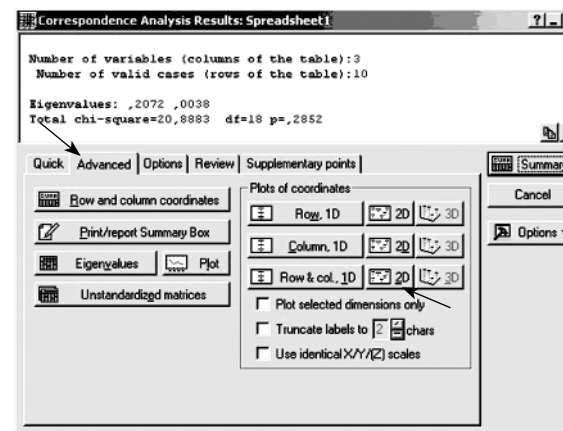 Correspondence Analysis Results: Spreadsheet1
Number of variables (columns of the table):3
Number of valid cases (rows of the table):10
Eigenvalues: ,2072 ,0038
Total chi-square=20,8883 df=18 p=,2852
Quick Advanced Options Review Supplementary points
Summar
Cancel
Options
Row and column coordinates
Print/report Summary Box
Eigenvalues Plot
Unstandardized matrices
Plots of coordinates
Row, 1D 2D 3D
Column, 1D 2D 3D
Row & col., 1D 2D 3D
Plot selected dimensions only
Truncate labels to 2 chars
Use identical X/Y/(Z) scales